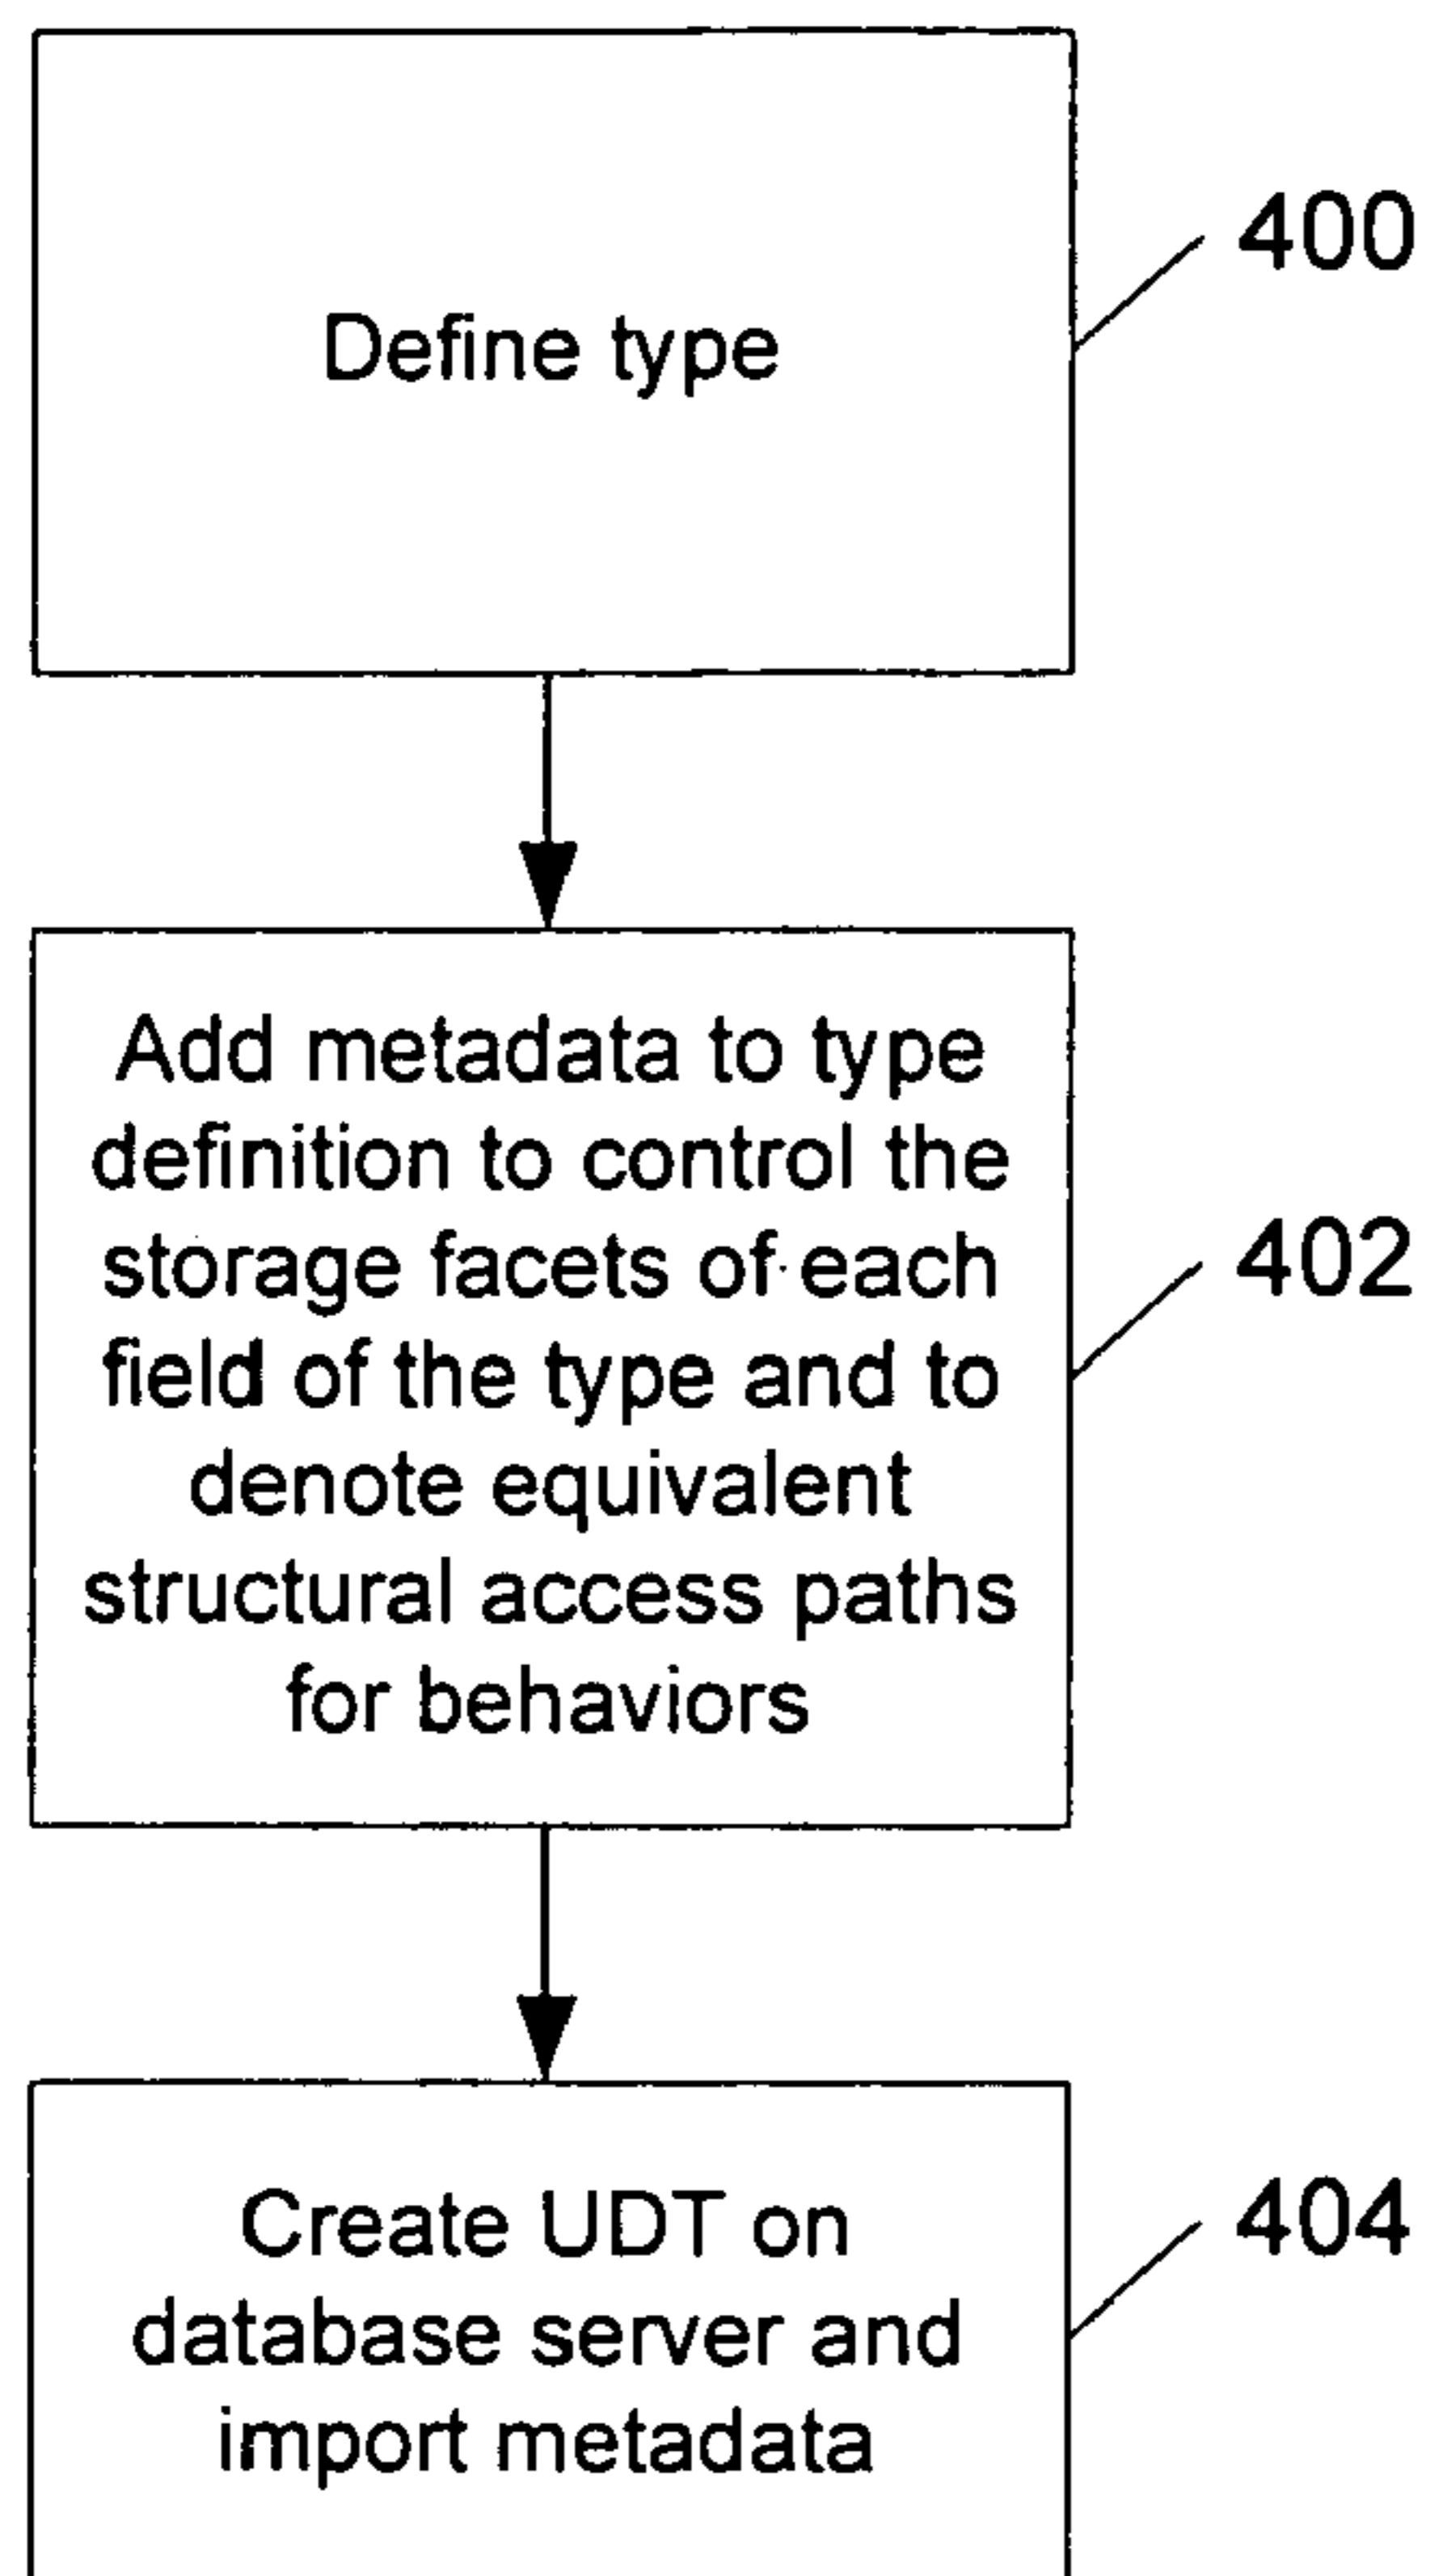 400
Define type
Add metadata to type
definition to control the
storage facets of each
field of the type and to
denote equivalent
structural access paths
for behaviors
402
Create UDT on
database server and
import metadata
404